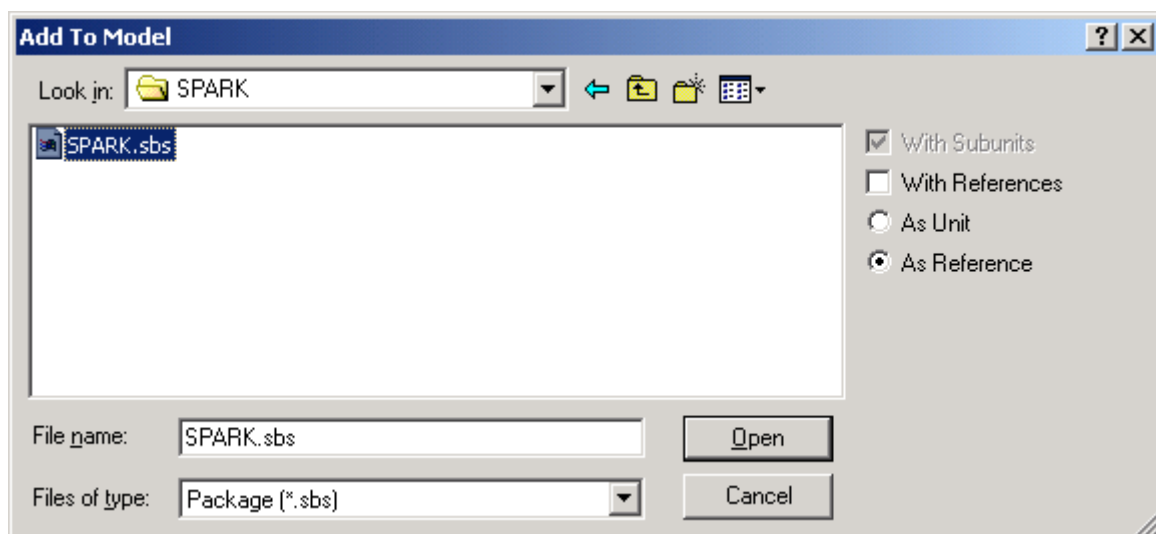 Add To Model
Look in: SPARK
SPARK.sbs
With Subunits
With References
As Unit
As Reference
File name: SPARK.sbs Open
Files of type: Package (*.sbs) Cancel